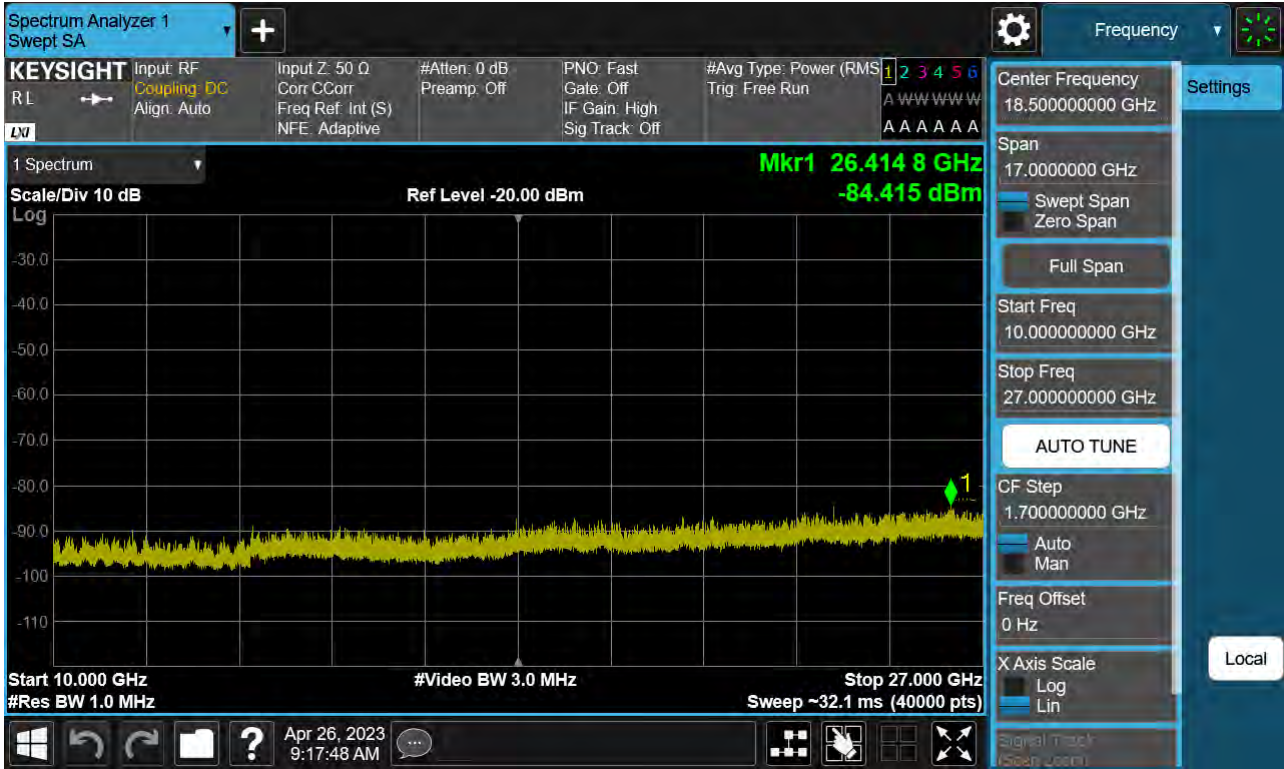 Spectrum Analyzer 1
Swept SA
+
Frequency
KEYSIGHT
R L
LXI
Input: RF
Coupling: DC
Align: Auto
Input Z: 50 Ω
Corr CCorr
Freq Ref: Int (S)
NFE: Adaptive
#Atten: 0 dB
Preamp: Off
PNO: Fast
Gate: Off
IF Gain: High
Sig Track: Off
#Avg Type: Power (RMS
Trig: Free Run
1 2 3 4 5 6
A W W W W W
A A A A A A
1 Spectrum
Scale/Div 10 dB
Log
Ref Level -20.00 dBm
Mkr1 26.414 8 GHz
-84.415 dBm
-30.0
-40.0
-50.0
-60.0
-70.0
-80.0
-90.0
-100
-110
1
Start 10.000 GHz
#Res BW 1.0 MHz
#Video BW 3.0 MHz
Stop 27.000 GHz
Sweep ~32.1 ms (40000 pts)
Center Frequency
18.500000000 GHz
Span
17.0000000 GHz
Swept Span
Zero Span
Full Span
Start Freq
10.000000000 GHz
Stop Freq
27.000000000 GHz
AUTO TUNE
CF Step
1.700000000 GHz
Auto
Man
Freq Offset
0 Hz
X Axis Scale
Log
Lin
Signal Track
(Span Zoom)
Settings
Local
?
Apr 26, 2023
9:17:48 AM